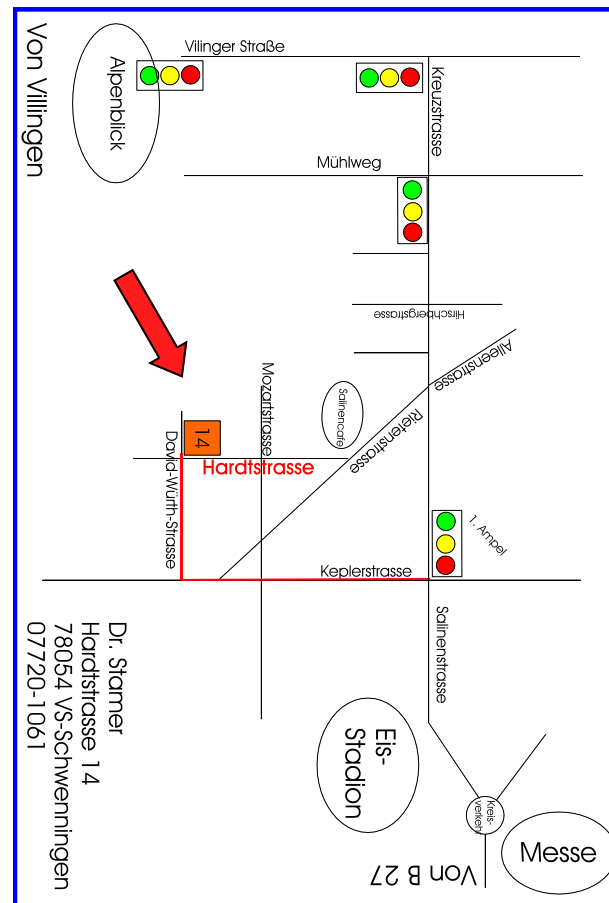 Von Villingen
Alpenblick
Vilinger Straße
Kreuzstrasse
Mühlweg
Hirschbergstrasse
Alleenstrasse
Mozartstrasse
Salinencafe
Rietenstrasse
14
Hardtstrasse
David-Würth-Strasse
1. Ampel
Keplerstrasse
Salinenstrasse
Dr. Stamer
Hardtstrasse 14
78054 VS-Schwenningen
07720-1061
Eis-
Stadion
Kreis-
verkehr
Messe
Von B 27